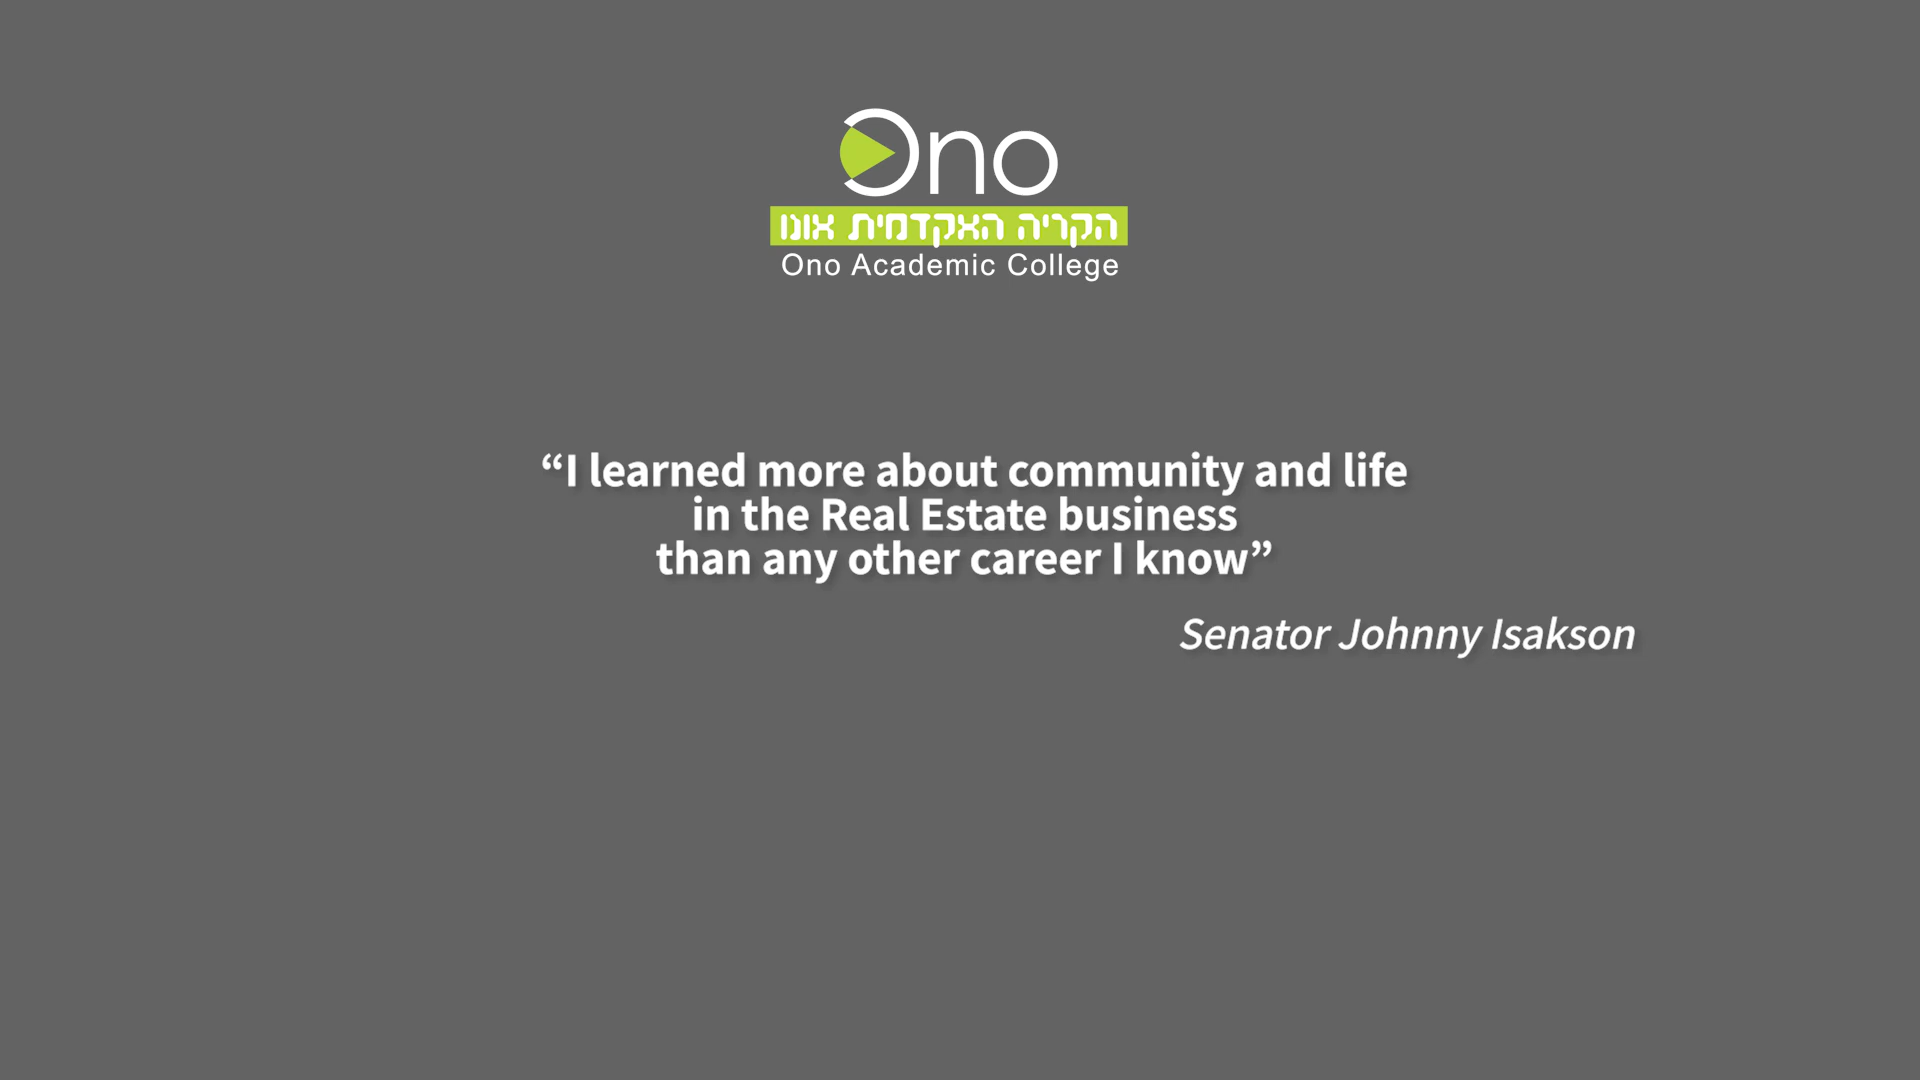 Ono
הקריה האקדמית אונו
Ono Academic College
“I learned more about community and life
in the Real Estate business
than any other career I know”
Senator Johnny Isakson